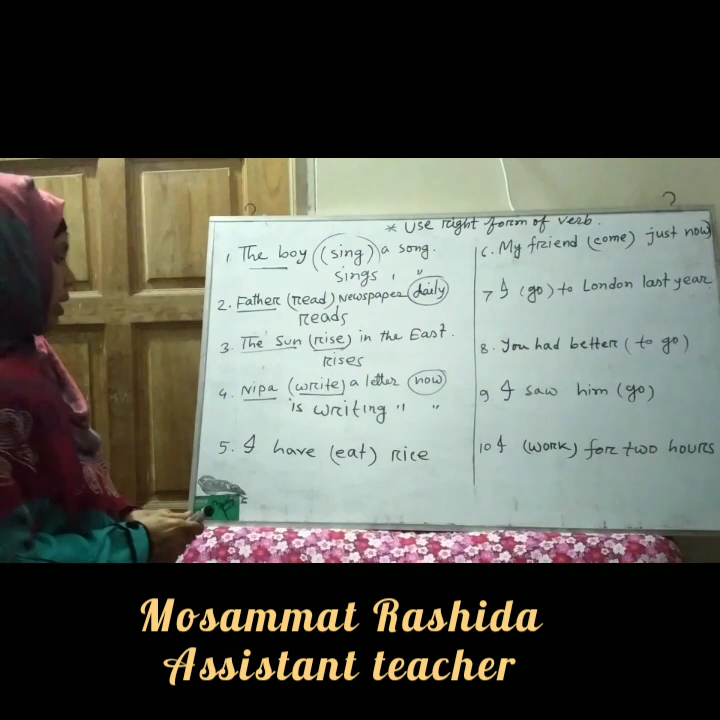 * Use right form of verb.
1. The boy (sing) a song.
sings " "
2. Father (read) Newspaper daily
reads
3. The Sun (rise) in the East.
rises
4. Nipa (write) a letter now
is writing " "
5. I have (eat) rice
6. My friend (come) just now
7 I (go) to London last year.
8. You had better (to go)
9 I saw him (go)
10 I (work) for two hours
Mosammat Rashida
Assistant teacher